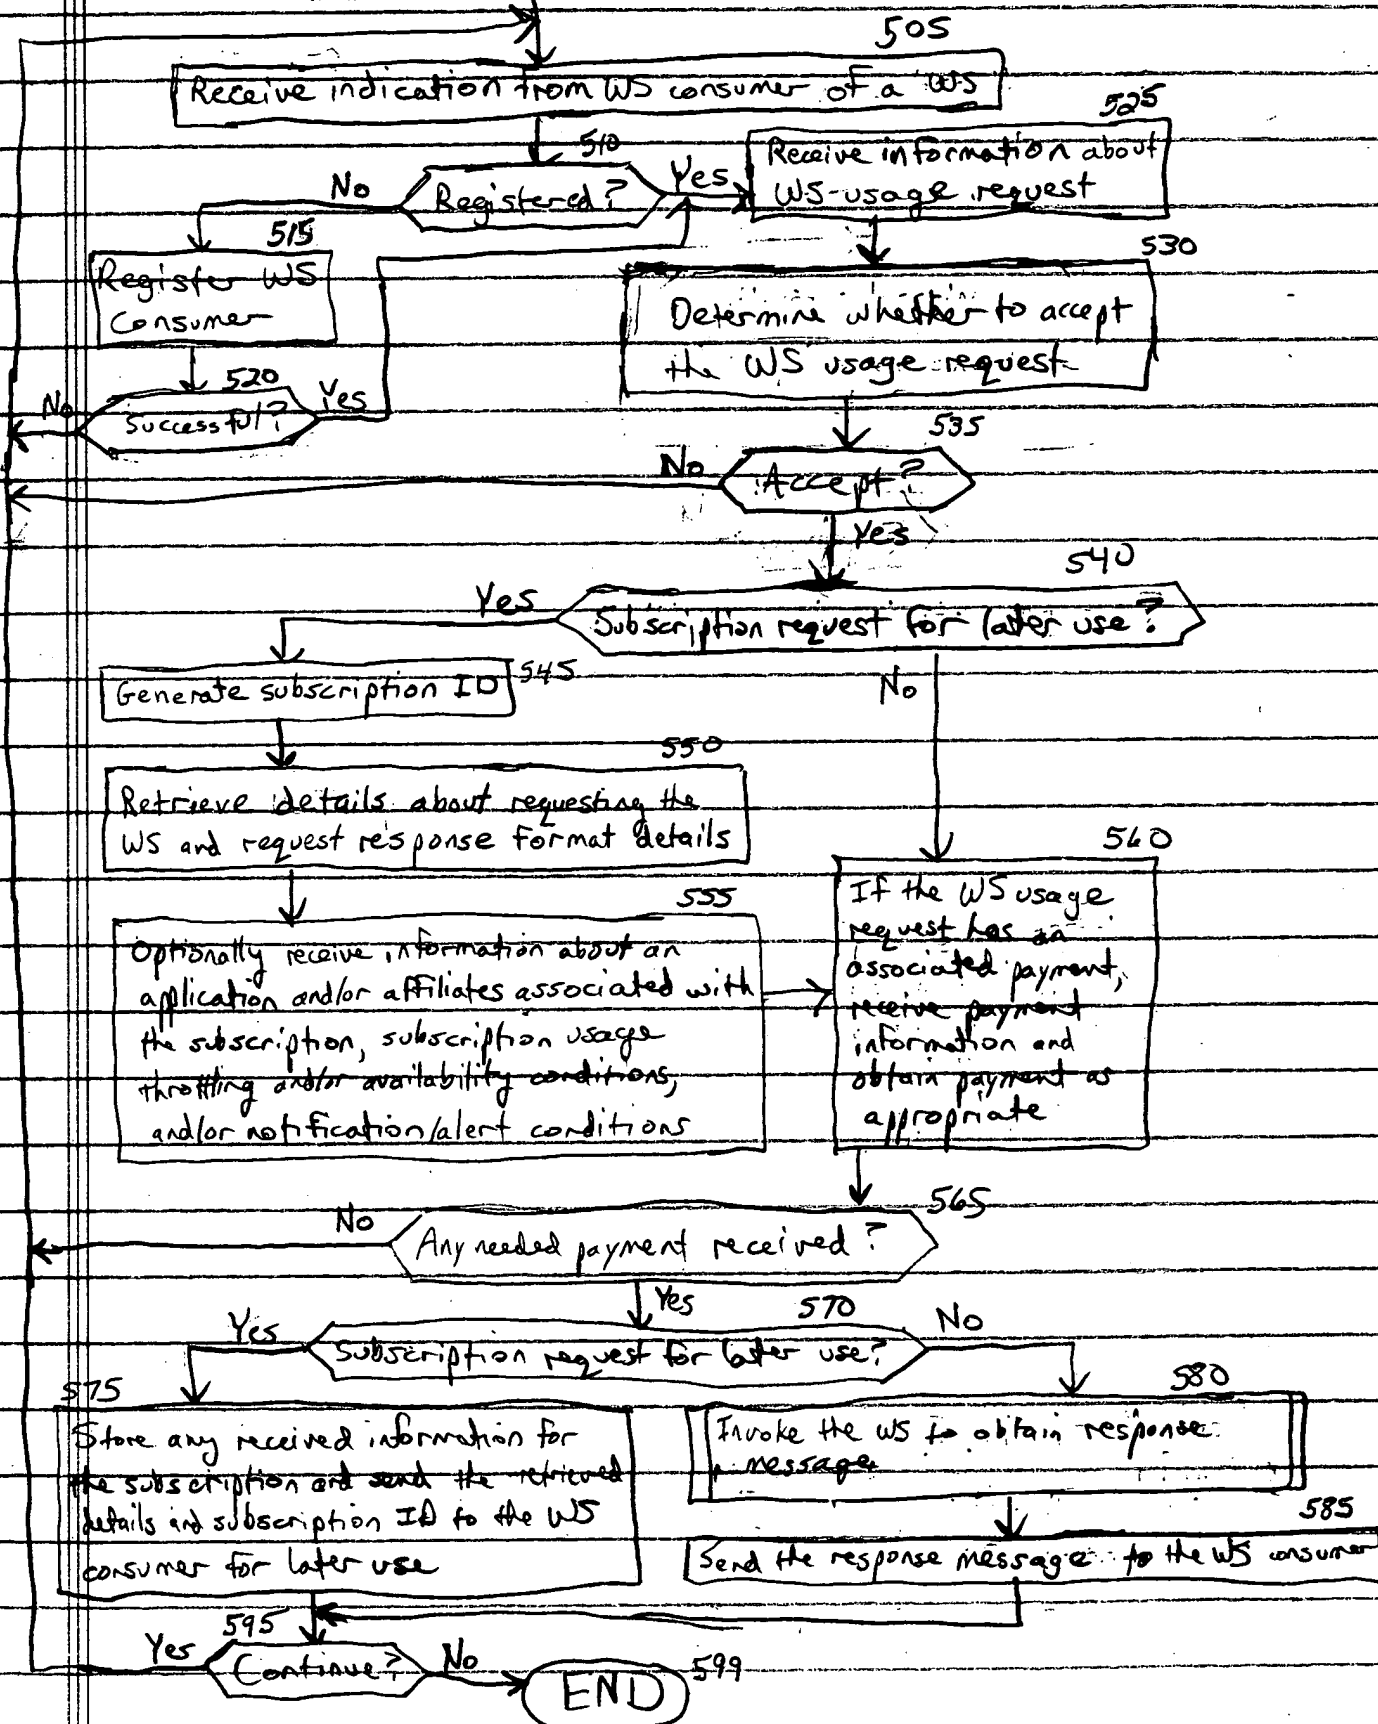 505
Receive indication from WS consumer of a WS
510
Registered?
No
Yes
525
Receive information about
WS usage request
515
Register WS
Consumer
520
Successful?
No
Yes
530
Determine whether to accept
the WS usage request
535
Accept?
No
Yes
540
Subscription request for later use?
Yes
No
545
Generate subscription ID
550
Retrieve details about requesting the
WS and request response format details
555
Optionally receive information about an
application and/or affiliates associated with
the subscription, subscription usage
throttling and/or availability conditions,
and/or notification/alert conditions
560
If the WS usage
request has an
associated payment,
receive payment
information and
obtain payment as
appropriate
565
Any needed payment received?
No
Yes
570
Subscription request for later use?
Yes
No
575
Store any received information for
the subscription and send the retrieved
details and subscription ID to the WS
consumer for later use
580
Invoke the WS to obtain response
message
585
Send the response message to the WS consumer
595
Continue?
Yes
No
END
599